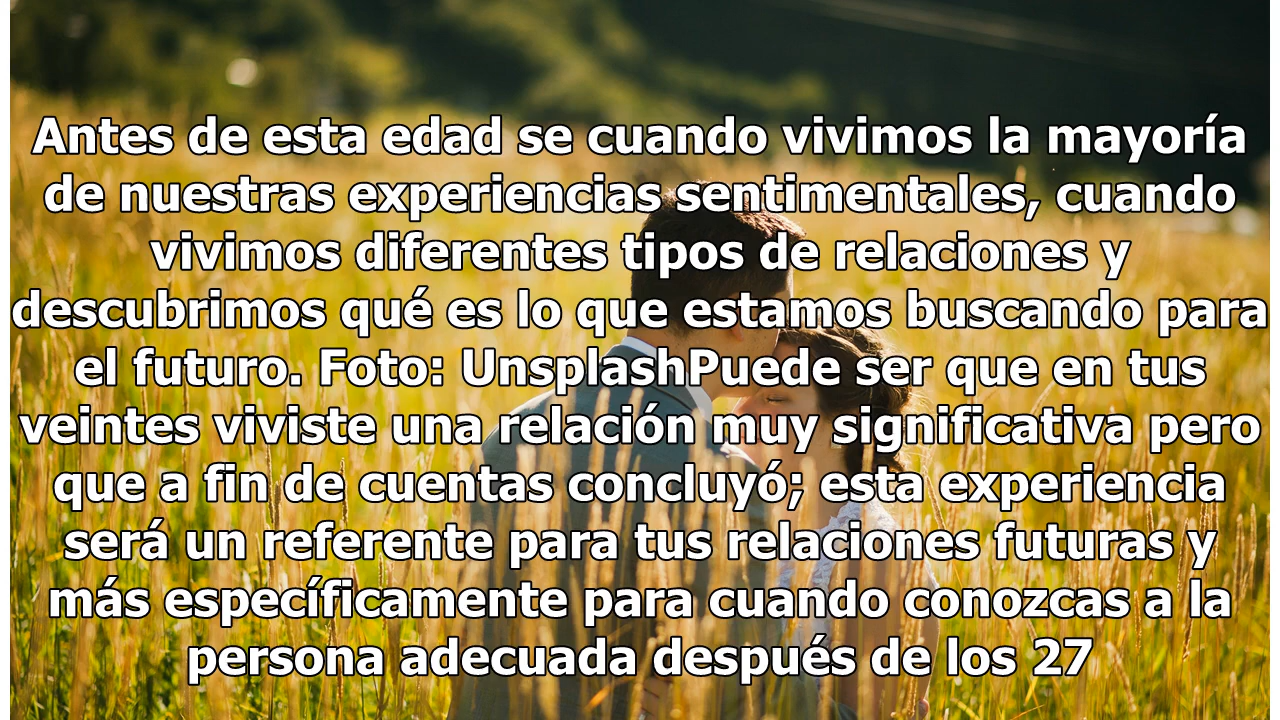 Antes de esta edad se cuando vivimos la mayoría
de nuestras experiencias sentimentales, cuando
vivimos diferentes tipos de relaciones y
descubrimos qué es lo que estamos buscando para
el futuro. Foto: UnsplashPuede ser que en tus
veintes viviste una relación muy significativa pero
que a fin de cuentas concluyó; esta experiencia
será un referente para tus relaciones futuras y
más específicamente para cuando conozcas a la
persona adecuada después de los 27